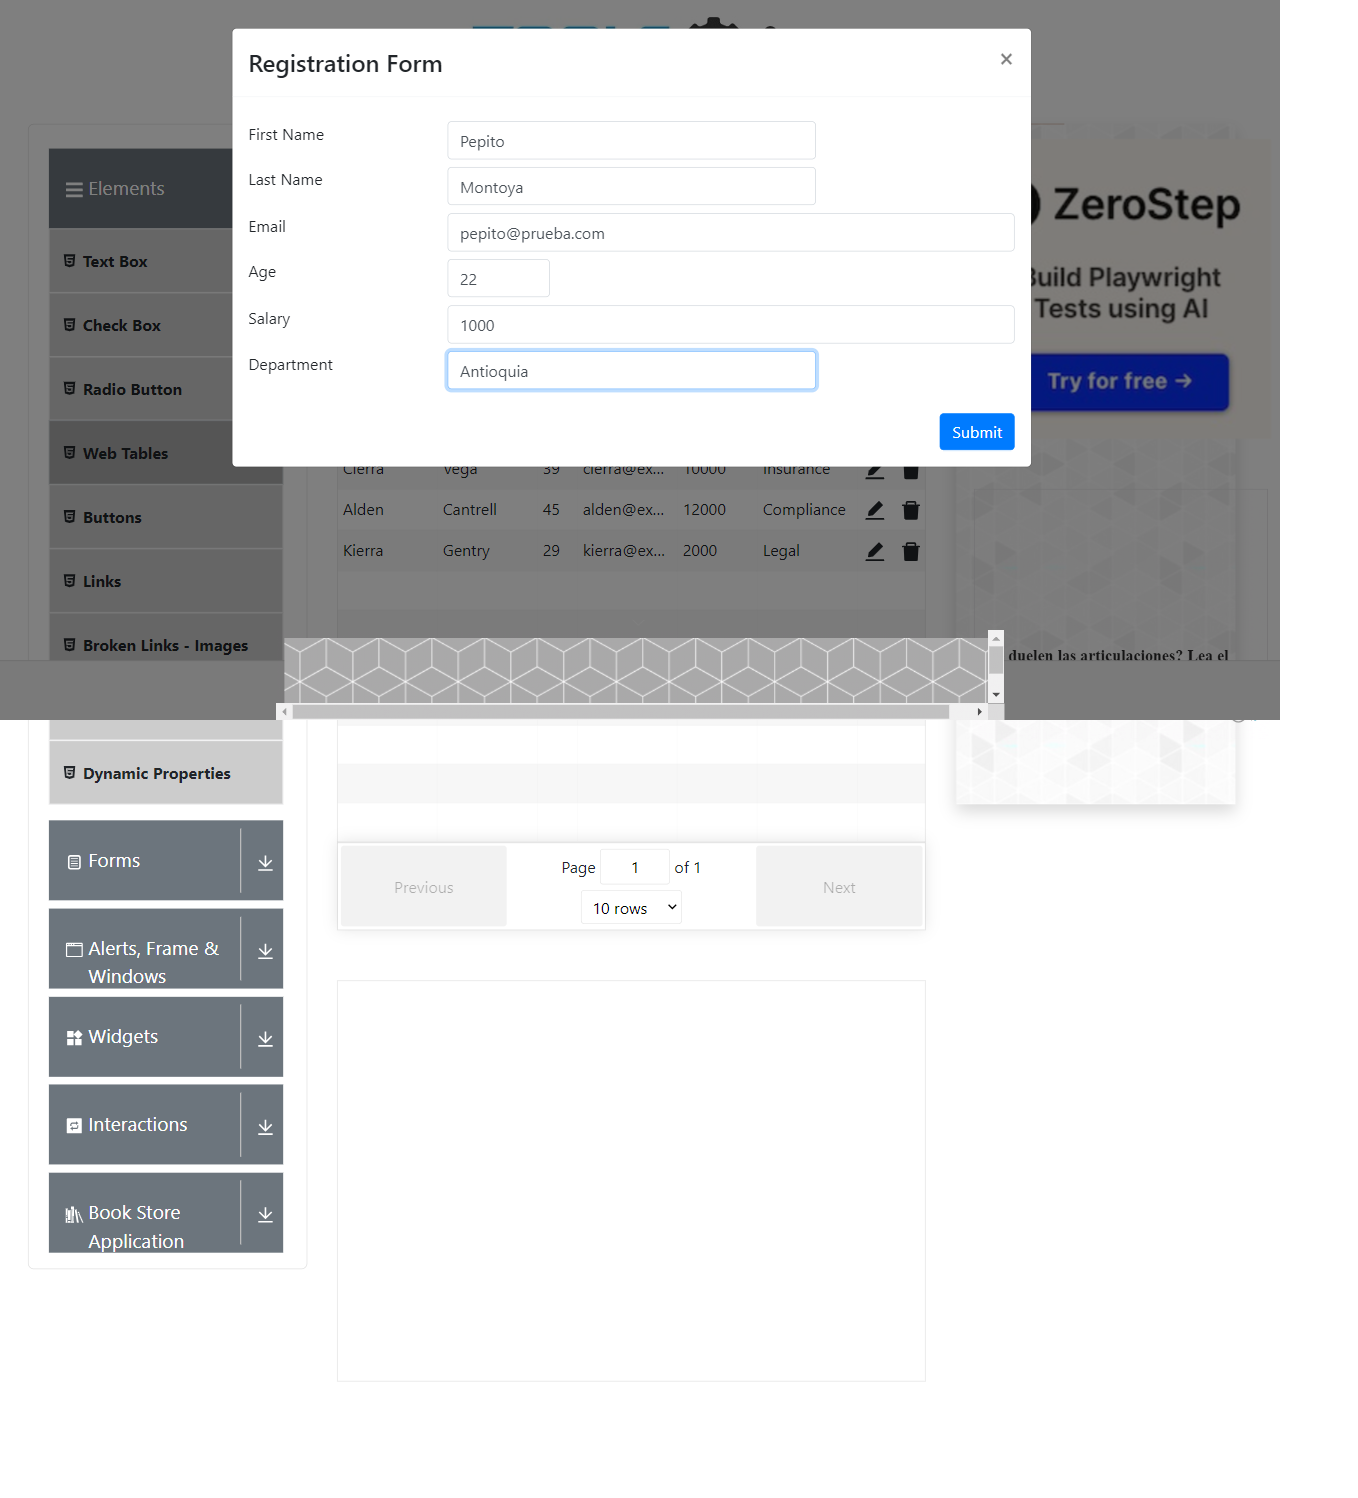 Registration Form
×
First Name
Pepito
Last Name
Montoya
Email
pepito@prueba.com
Age
22
Salary
1000
Department
Antioquia
Submit
Elements
Text Box
Check Box
Radio Button
Web Tables
Buttons
Links
Broken Links - Images
Dynamic Properties
Forms
Alerts, Frame &
Windows
Widgets
Interactions
Book Store
Application
Cierra Vega 39 cierra@ex... 10000 Insurance
Alden Cantrell 45 alden@ex... 12000 Compliance
Kierra Gentry 29 kierra@ex... 2000 Legal
Previous
Page 1 of 1
10 rows
Next
ZeroStep
Build Playwright
Tests using AI
Try for free →
duelen las articulaciones? Lea el